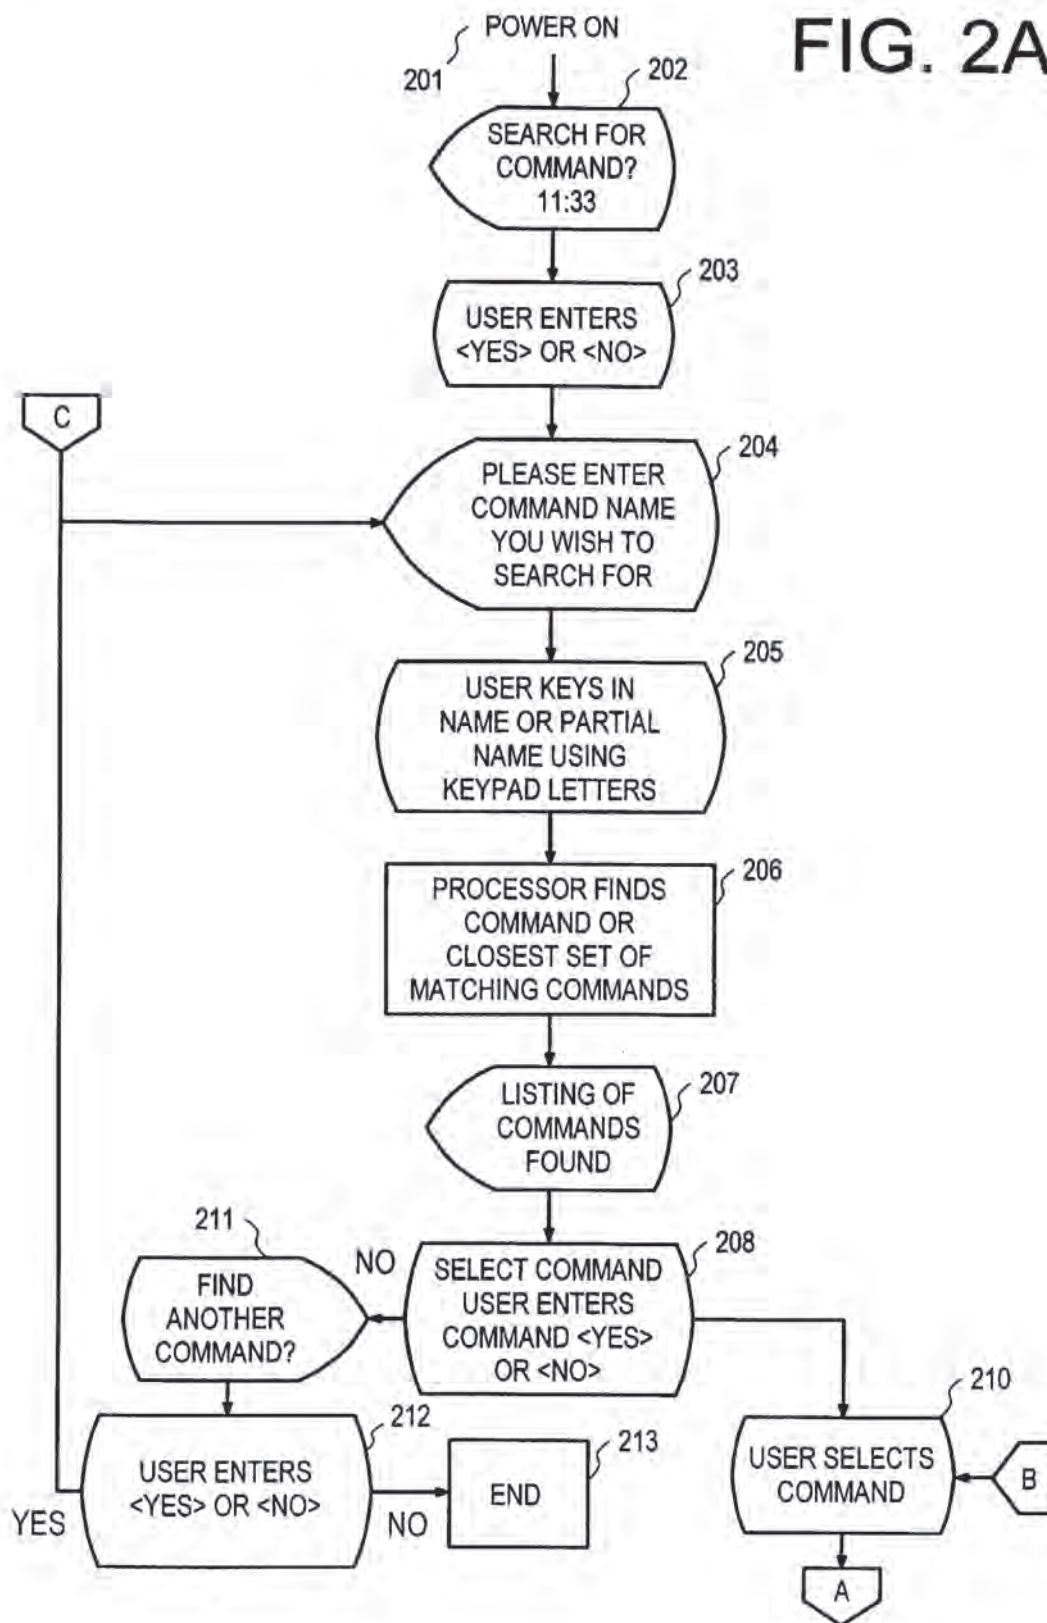 FIG. 2A
POWER ON
201
202
SEARCH FOR
COMMAND?
11:33
203
USER ENTERS
<YES> OR <NO>
C
204
PLEASE ENTER
COMMAND NAME
YOU WISH TO
SEARCH FOR
205
USER KEYS IN
NAME OR PARTIAL
NAME USING
KEYPAD LETTERS
206
PROCESSOR FINDS
COMMAND OR
CLOSEST SET OF
MATCHING COMMANDS
207
LISTING OF
COMMANDS
FOUND
208
SELECT COMMAND
USER ENTERS
COMMAND <YES>
OR <NO>
NO
211
FIND
ANOTHER
COMMAND?
212
USER ENTERS
<YES> OR <NO>
YES
NO
213
END
210
USER SELECTS
COMMAND
B
A